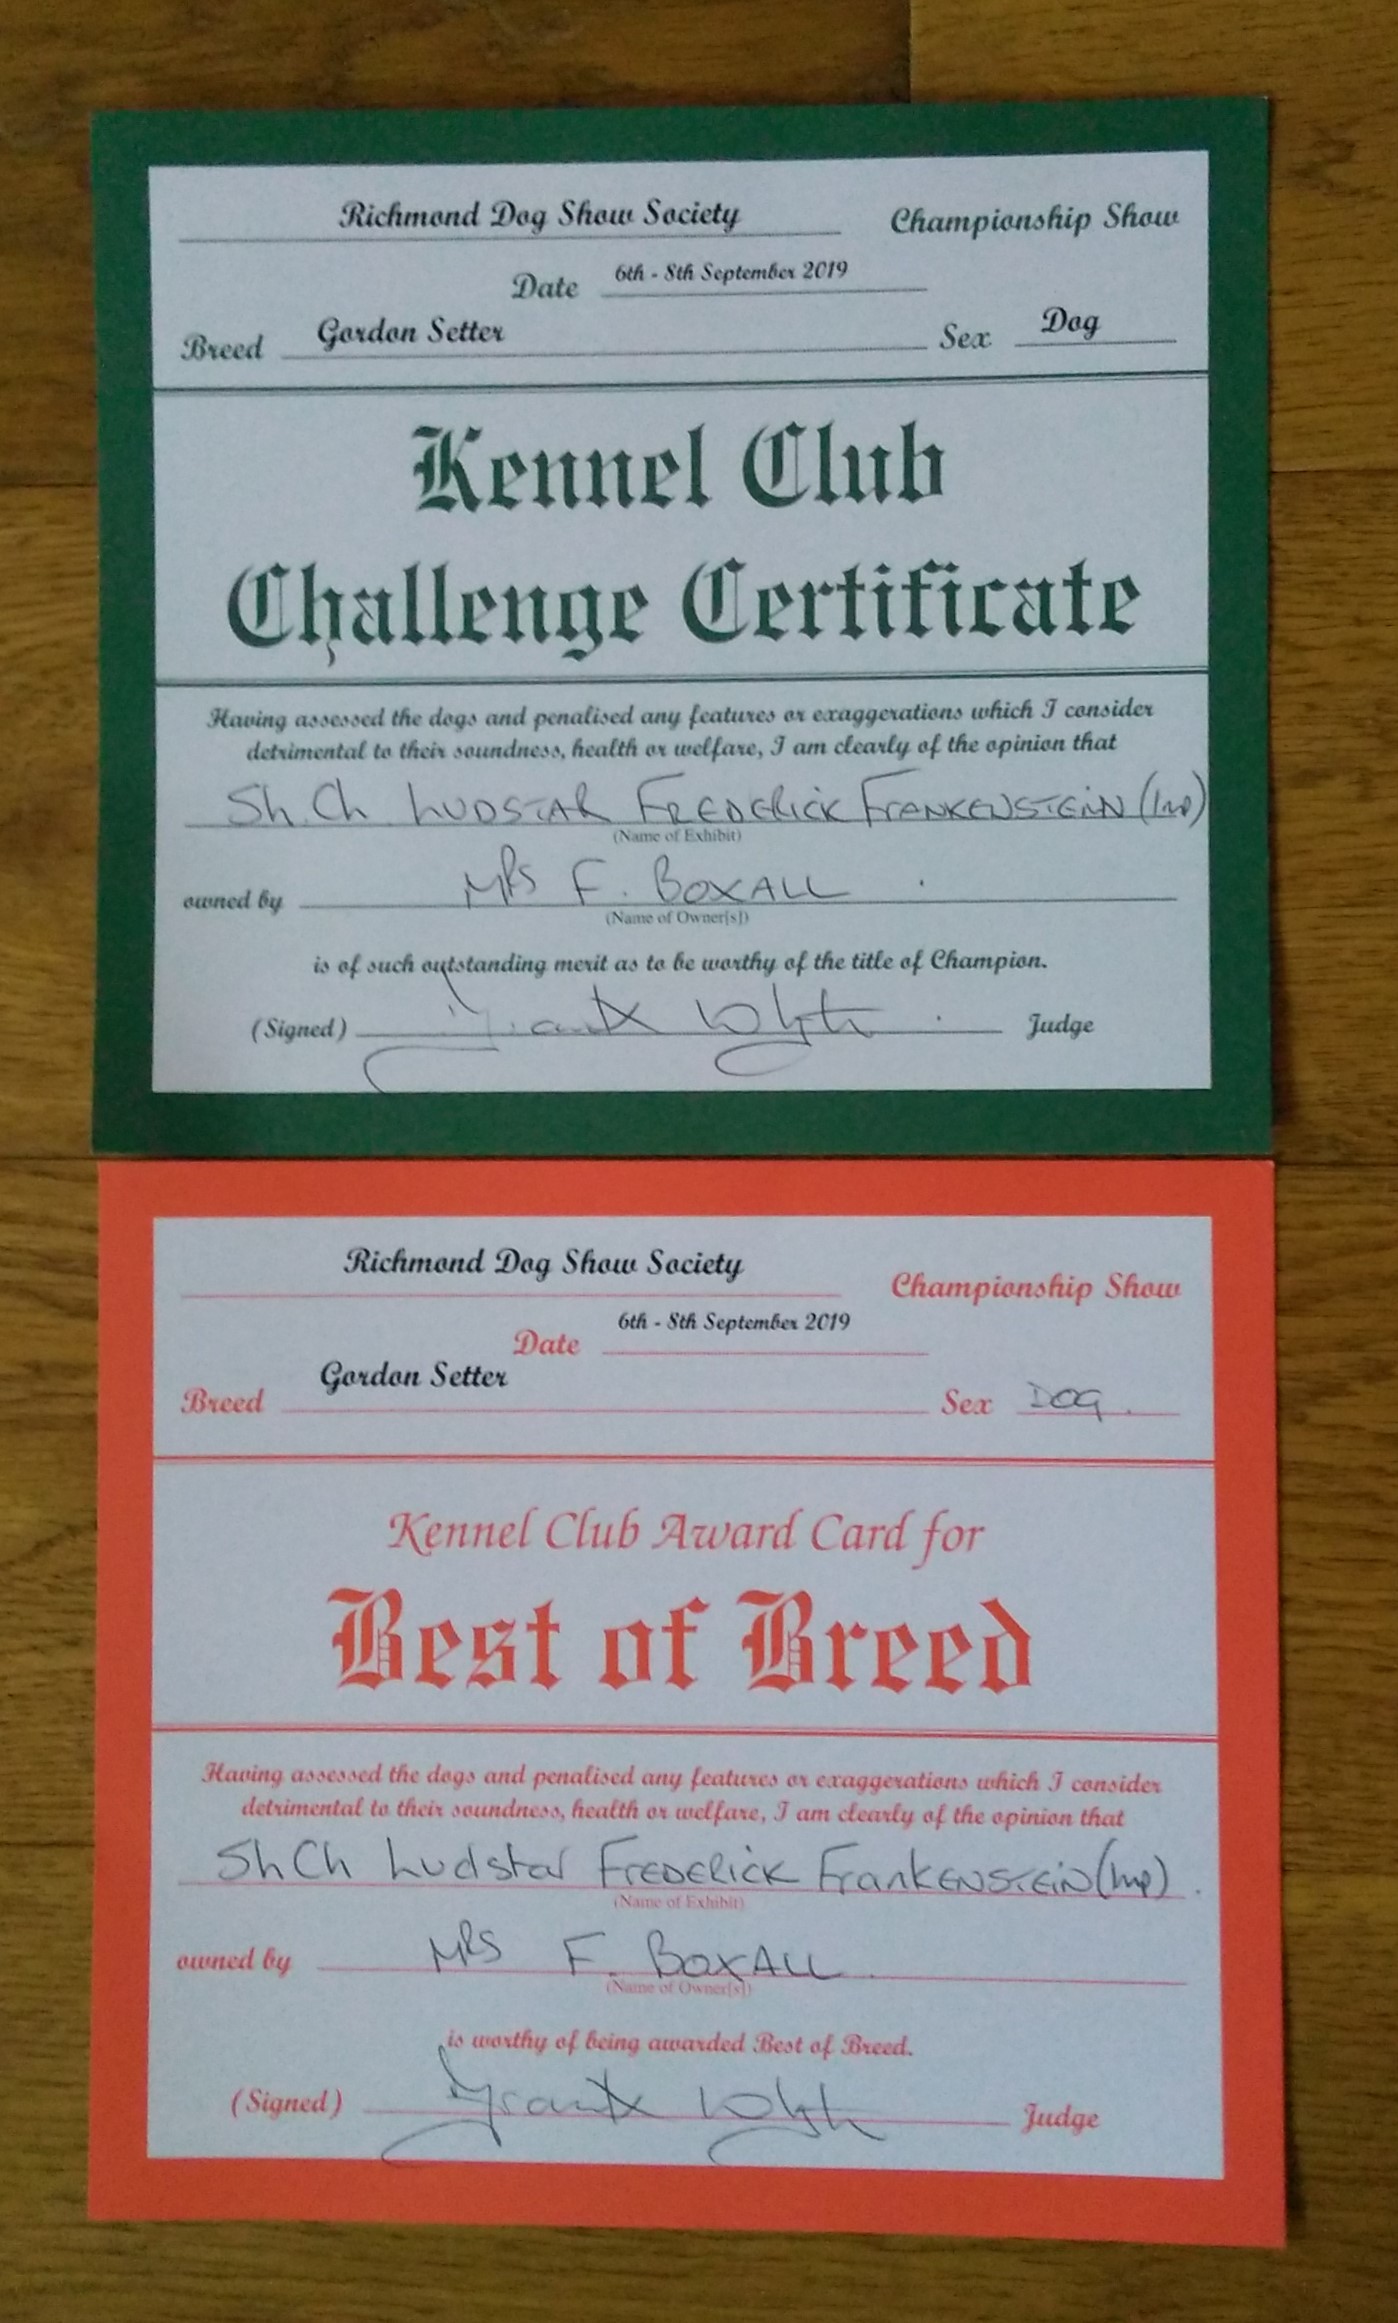 Richmond Dog Show Society Championship Show
Date 6th - 8th September 2019
Breed Gordon Setter Sex Dog
Kennel Club
Challenge Certificate
Having assessed the dogs and penalised any features or exaggerations which I consider
detrimental to their soundness, health or welfare, I am clearly of the opinion that
Sh. Ch LUDSTAR FREDERICK FRANKENSTEIN (Imp)
(Name of Exhibit)
owned by MRS F. BOXALL
(Name of Owner[s])
is of such outstanding merit as to be worthy of the title of Champion.
(Signed) Judge
Richmond Dog Show Society Championship Show
Date 6th - 8th September 2019
Breed Gordon Setter Sex DOG.
Kennel Club Award Card for
Best of Breed
Having assessed the dogs and penalised any features or exaggerations which I consider
detrimental to their soundness, health or welfare, I am clearly of the opinion that
Sh Ch Ludstar FREDERICK FranKENSTEiN (Imp).
(Name of Exhibit)
owned by MRS F. BOXALL.
(Name of Owner[s])
is worthy of being awarded Best of Breed.
(Signed) Judge